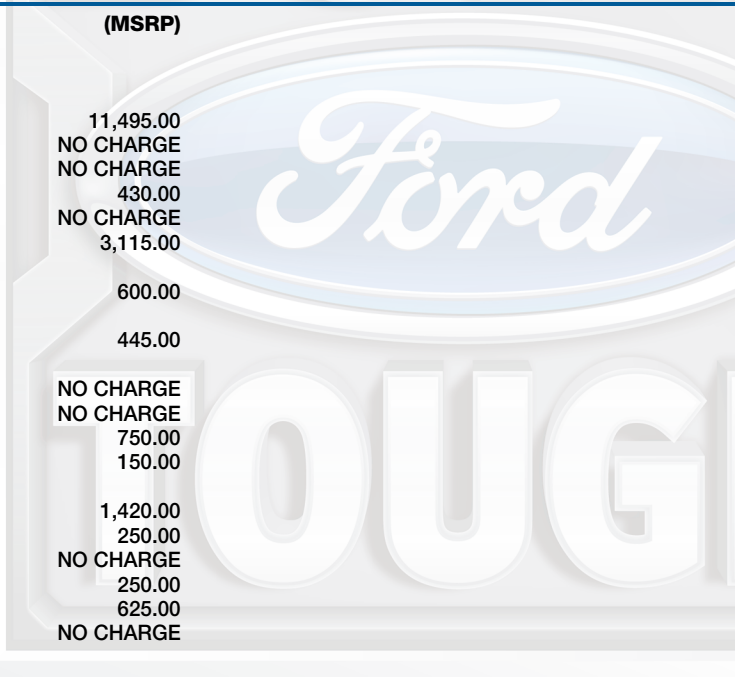 (MSRP)
11,495.00
NO CHARGE
NO CHARGE
430.00
NO CHARGE
3,115.00
600.00
445.00
NO CHARGE
NO CHARGE
750.00
150.00
1,420.00
250.00
NO CHARGE
250.00
625.00
NO CHARGE
Ford
TOUG